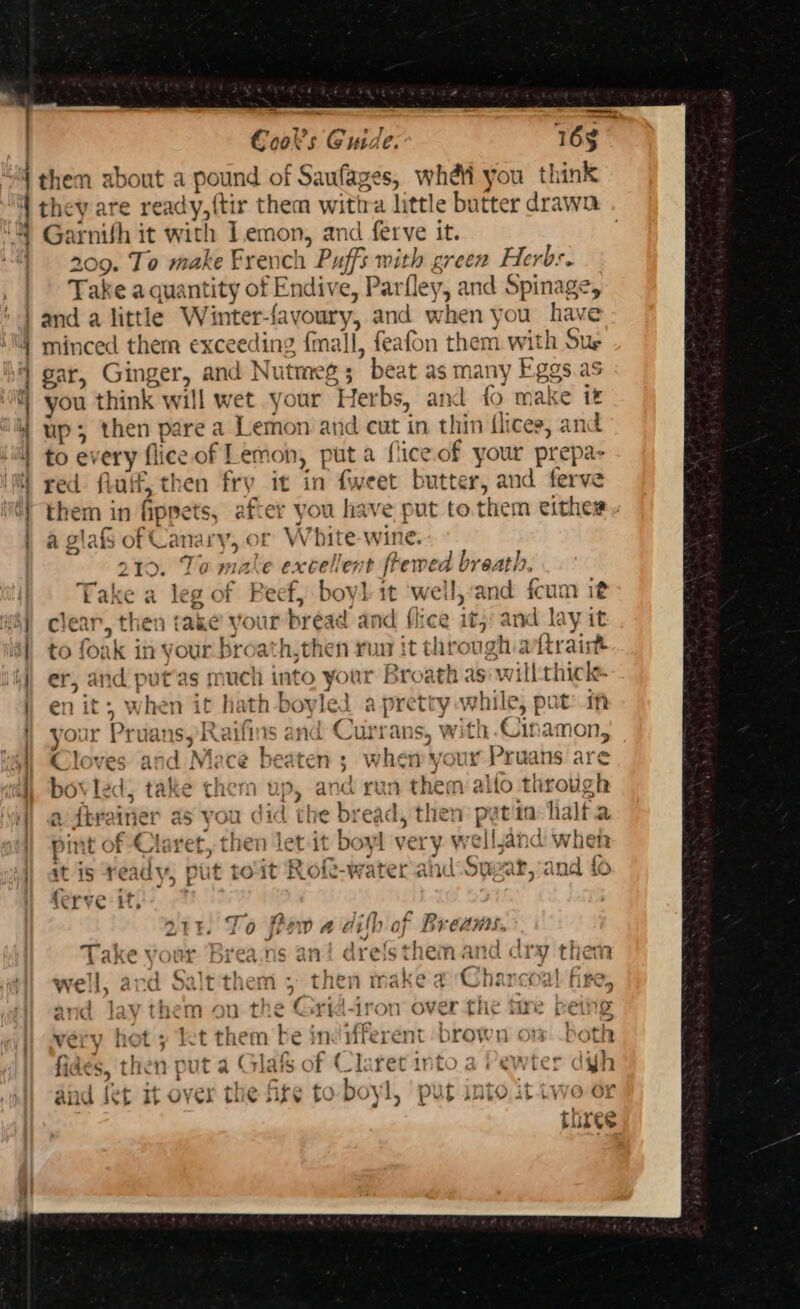 Cook's Guide. 165
them about a pound of Sauſages, when you think
they are ready, ſtir them with a little butter drawn
Garniſh it with Lemon, and ſerve it.
209. To make French Puffs with green Herbs.
Take a quantity of Endive, Parſley, and Spinage,
and a little Winter-ſavoury, and when you have
minced them exceeding ſmall, ſeaſon them with Su-
gar, Ginger, and Nutmeg; beat as many Eggs as
you think will wet your Herbs, and ſo make it
up; then pare a Lemon and cut in thin ſlices, and
to every ſlice of Lemon, put a ſlice of your prepa-
red ſtuff, then fry it in ſweet butter, and ſerve
them in ſippets, after you have put to them either
a glaſs of Canary, or White-wine.
210. To make excellent ſtewed broath.
Take a leg of Beef, boyl it well, and ſcum it
clear, then take your bread and ſlice it, and lay it
to ſoak in your broath, then run it through a ſtrain-
er, and put as much into your Broath as will thick-
en it; when it hath boyled a pretty while, put in
your Pruans, Raiſins and Currans, with Cinamon,
Cloves and Mace beaten; when your Pruans are
boyled, take them up, and run them alſo through
a ſtrainer as you did the bread, then put in half a
pint of Claret, then let it boyl very well, and when
it is ready, put to it Roſe-water and Sugar, and ſo
ſerve it.
211. To ſtew a diſh of Breams.
Take your Breams and dreſs them and dry them
well, and Salt them; then make a Charcoal fire,
and lay them on the Grid-iron over the fire being
very hot; let them be indifferent brown on both
ſides, then put a Glaſs of Claret into a Pewter diſh
and ſet it over the fire to boyl, put into it two or
three